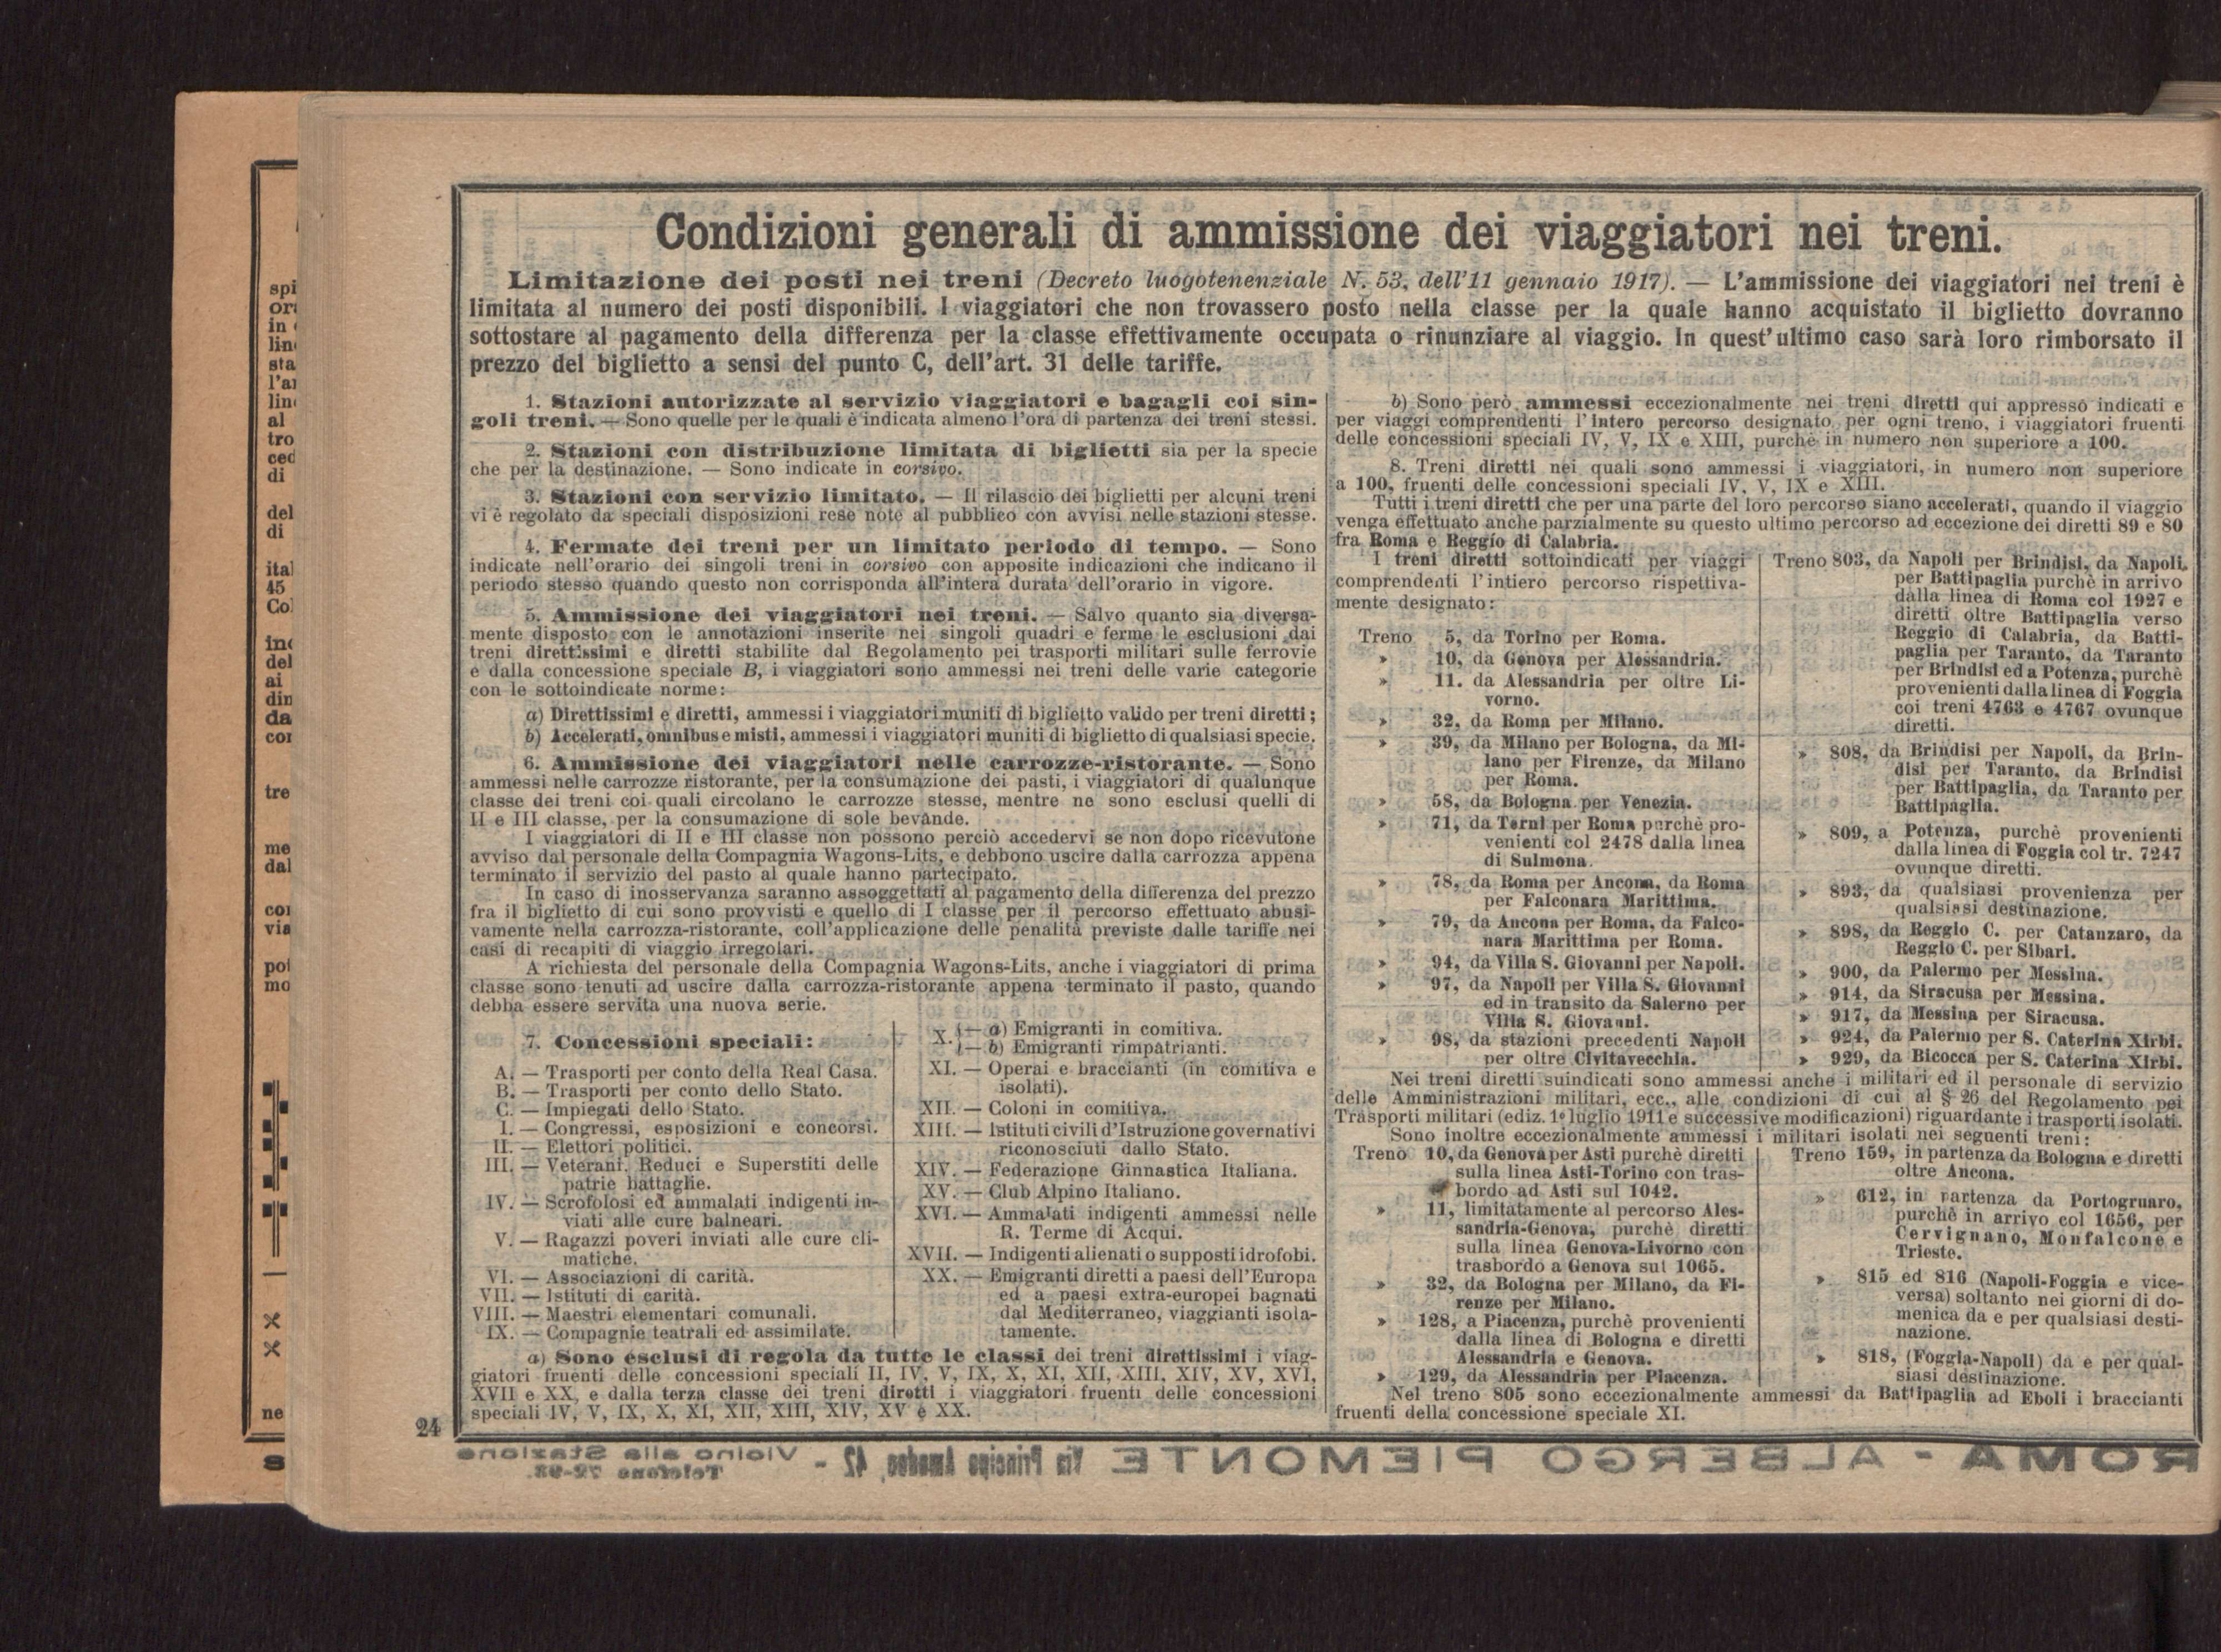 Condizioni generali di ammissione dei viaggiatori nei treni.
Limitazione dei posti nei treni (Decreto luogotenenziale N. 53, dell'11 gennaio 1917). — L'ammissione dei viaggiatori nei treni è
limitata al numero dei posti disponibili. I viaggiatori che non trovassero posto nella classe per la quale hanno acquistato il biglietto dovranno
sottostare al pagamento della differenza per la classe effettivamente occupata o rinunziare al viaggio. In quest'ultimo caso sarà loro rimborsato il
prezzo del biglietto a sensi del punto C, dell'art. 31 delle tariffe.
1. Stazioni autorizzate al servizio viaggiatori e bagagli coi sin-
goli treni. — Sono quelle per le quali è indicata almeno l'ora di partenza dei treni stessi.
2. Stazioni con distribuzione limitata di biglietti sia per la specie
che per la destinazione. — Sono indicate in corsivo.
3. Stazioni con servizio limitato. — Il rilascio dei biglietti per alcuni treni
vi è regolato da speciali disposizioni rese note al pubblico con avvisi nelle stazioni stesse.
4. Fermate dei treni per un limitato periodo di tempo. — Sono
indicate nell'orario dei singoli treni in corsivo con apposite indicazioni che indicano il
periodo stesso quando questo non corrisponda all'intera durata dell'orario in vigore.
5. Ammissione dei viaggiatori nei treni. — Salvo quanto sia diversa-
mente disposto con le annotazioni inserite nei singoli quadri e ferme le esclusioni dai
treni direttissimi e diretti stabilite dal Regolamento pei trasporti militari sulle ferrovie
e dalla concessione speciale B, i viaggiatori sono ammessi nei treni delle varie categorie
con le sottoindicate norme:
a) Direttissimi e diretti, ammessi i viaggiatori muniti di biglietto valido per treni diretti;
b) Accelerati, omnibus e misti, ammessi i viaggiatori muniti di biglietto di qualsiasi specie.
6. Ammissione dei viaggiatori nelle carrozze-ristorante. — Sono
ammessi nelle carrozze ristorante, per la consumazione dei pasti, i viaggiatori di qualunque
classe dei treni coi quali circolano le carrozze stesse, mentre ne sono esclusi quelli di
II e III classe, per la consumazione di sole bevande.
I viaggiatori di II e III classe non possono perciò accedervi se non dopo ricevutone
avviso dal personale della Compagnia Wagons-Lits, e debbono uscire dalla carrozza appena
terminato il servizio del pasto al quale hanno partecipato.
In caso di inosservanza saranno assoggettati al pagamento della differenza del prezzo
fra il biglietto di cui sono provvisti e quello di I classe per il percorso effettuato abusi-
vamente nella carrozza-ristorante, coll'applicazione delle penalità previste dalle tariffe nei
casi di recapiti di viaggio irregolari.
A richiesta del personale della Compagnia Wagons-Lits, anche i viaggiatori di prima
classe sono tenuti ad uscire dalla carrozza-ristorante appena terminato il pasto, quando
debba essere servita una nuova serie.
7. Concessioni speciali:
A. — Trasporti per conto della Real Casa.
B. — Trasporti per conto dello Stato.
C. — Impiegati dello Stato.
I. — Congressi, esposizioni e concorsi.
II. — Elettori politici.
III. — Veterani, Reduci e Superstiti delle
patrie battaglie.
IV. — Scrofolosi ed ammalati indigenti in-
viati alle cure balneari.
V. — Ragazzi poveri inviati alle cure cli-
matiche.
VI. — Associazioni di carità.
VII. — Istituti di carità.
VIII. — Maestri elementari comunali.
IX. — Compagnie teatrali ed assimilate.
X. — a) Emigranti in comitiva.
— b) Emigranti rimpatrianti.
XI. — Operai e braccianti (in comitiva e
isolati).
XII. — Coloni in comitiva.
XIII. — Istituti civili d'Istruzione governativi
riconosciuti dallo Stato.
XIV. — Federazione Ginnastica Italiana.
XV. — Club Alpino Italiano.
XVI. — Ammalati indigenti ammessi nelle
R. Terme di Acqui.
XVII. — Indigenti alienati o supposti idrofobi.
XX. — Emigranti diretti a paesi dell'Europa
ed a paesi extra-europei bagnati
dal Mediterraneo, viaggianti isola-
tamente.
a) Sono esclusi di regola da tutte le classi dei treni direttissimi i viag-
giatori fruenti delle concessioni speciali II, IV, V, IX, X, XI, XII, XIII, XIV, XV, XVI,
XVII e XX, e dalla terza classe dei treni diretti i viaggiatori fruenti delle concessioni
speciali IV, V, IX, X, XI, XII, XIII, XIV, XV e XX.
b) Sono però ammessi eccezionalmente nei treni diretti qui appresso indicati e
per viaggi comprendenti l'intero percorso designato per ogni treno, i viaggiatori fruenti
delle concessioni speciali IV, V, IX e XIII, purchè in numero non superiore a 100.
8. Treni diretti nei quali sono ammessi i viaggiatori, in numero non superiore
a 100, fruenti delle concessioni speciali IV, V, IX e XIII.
Tutti i treni diretti che per una parte del loro percorso siano accelerati, quando il viaggio
venga effettuato anche parzialmente su questo ultimo percorso ad eccezione dei diretti 89 e 80
fra Roma e Reggio di Calabria.
I treni diretti sottoindicati per viaggi
comprendenti l'intiero percorso rispettiva-
mente designato:
Treno 5, da Torino per Roma.
» 10, da Genova per Alessandria.
» 11. da Alessandria per oltre Li-
vorno.
» 32, da Roma per Milano.
» 39, da Milano per Bologna, da Mi-
lano per Firenze, da Milano
per Roma.
» 58, da Bologna per Venezia.
» 71, da Terni per Roma purchè pro-
venienti col 2478 dalla linea
di Sulmona.
» 78, da Roma per Ancona, da Roma
per Falconara Marittima.
» 79, da Ancona per Roma, da Falco-
nara Marittima per Roma.
» 94, da Villa S. Giovanni per Napoli.
» 97, da Napoli per Villa S. Giovanni
ed in transito da Salerno per
Villa S. Giovanni.
» 98, da stazioni precedenti Napoli
per oltre Civitavecchia.
Treno 803, da Napoli per Brindisi, da Napoli,
per Battipaglia purchè in arrivo
dalla linea di Roma col 1927 e
diretti oltre Battipaglia verso
Reggio di Calabria, da Batti-
paglia per Taranto, da Taranto
per Brindisi ed a Potenza, purchè
provenienti dalla linea di Foggia
coi treni 4763 e 4767 ovunque
diretti.
» 808, da Brindisi per Napoli, da Brin-
disi per Taranto, da Brindisi
per Battipaglia, da Taranto per
Battipaglia.
» 809, a Potenza, purchè provenienti
dalla linea di Foggia col tr. 7247
ovunque diretti.
» 893, da qualsiasi provenienza per
qualsiasi destinazione.
» 898, da Reggio C. per Catanzaro, da
Reggio C. per Sibari.
» 900, da Palermo per Messina.
» 914, da Siracusa per Messina.
» 917, da Messina per Siracusa.
» 924, da Palermo per S. Caterina Xirbi.
» 929, da Bicocca per S. Caterina Xirbi.
Nei treni diretti suindicati sono ammessi anche i militari ed il personale di servizio
delle Amministrazioni militari, ecc., alle condizioni di cui al § 26 del Regolamento pei
Trasporti militari (ediz. 1º luglio 1911 e successive modificazioni) riguardante i trasporti isolati.
Sono inoltre eccezionalmente ammessi i militari isolati nei seguenti treni:
Treno 10, da Genova per Asti purchè diretti
sulla linea Asti-Torino con tras-
bordo ad Asti sul 1042.
» 11, limitatamente al percorso Ales-
sandria-Genova, purchè diretti
sulla linea Genova-Livorno con
trasbordo a Genova sul 1065.
» 32, da Bologna per Milano, da Fi-
renze per Milano.
» 128, a Piacenza, purchè provenienti
dalla linea di Bologna e diretti
Alessandria e Genova.
» 129, da Alessandria per Piacenza.
Treno 159, in partenza da Bologna e diretti
oltre Ancona.
» 612, in partenza da Portogruaro,
purchè in arrivo col 1656, per
Cervignano, Monfalcone e
Trieste.
» 815 ed 816 (Napoli-Foggia e vice-
versa) soltanto nei giorni di do-
menica da e per qualsiasi desti-
nazione.
» 818, (Foggia-Napoli) da e per qual-
siasi destinazione.
Nel treno 805 sono eccezionalmente ammessi da Battipaglia ad Eboli i braccianti
fruenti della concessione speciale XI.
24
ROMA - ALBERGO PIEMONTE Via Principe Amedeo, 47 - Vicino alla Stazione